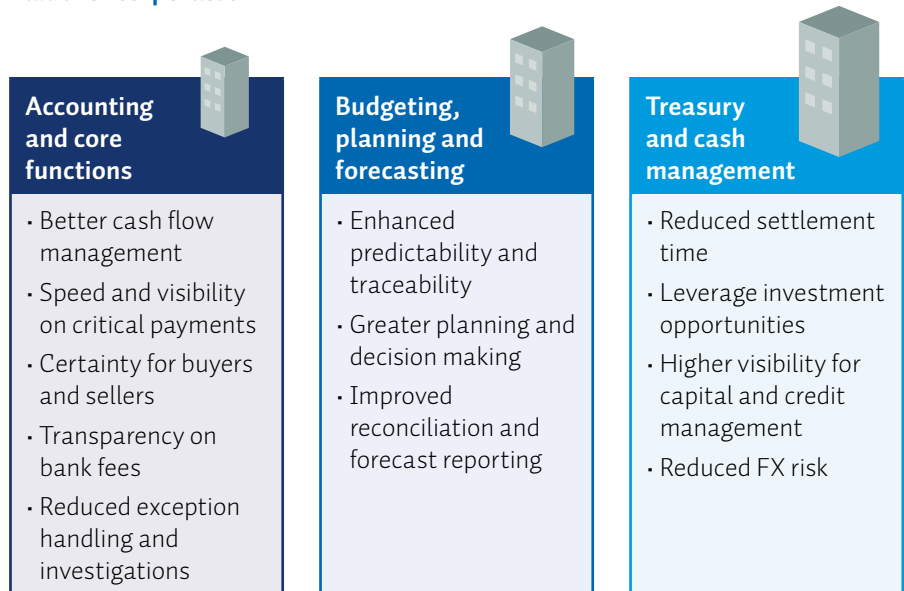 Accounting
and core
functions
· Better cash flow
management
· Speed and visibility
on critical payments
· Certainty for buyers
and sellers
· Transparency on
bank fees
· Reduced exception
handling and
investigations
Budgeting,
planning and
forecasting
· Enhanced
predictability and
traceability
· Greater planning and
decision making
· Improved
reconciliation and
forecast reporting
Treasury
and cash
management
· Reduced settlement
time
· Leverage investment
opportunities
· Higher visibility for
capital and credit
management
· Reduced FX risk